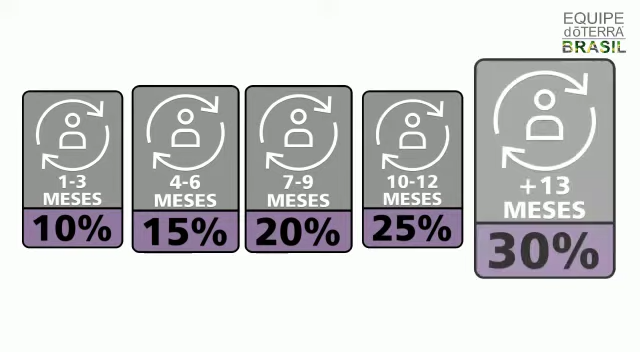 EQUIPE
dōTERRA
BRASIL
1-3
MESES
10%
4-6
MESES
15%
7-9
MESES
20%
10-12
MESES
25%
+13
MESES
30%